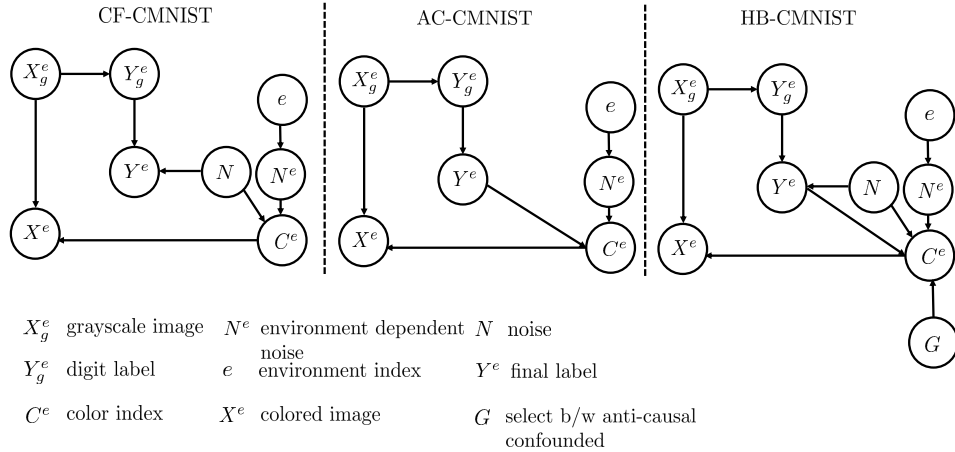 CF-CMNIST AC-CMNIST HB-CMNIST
X_g^e Y_g^e e Y^e N N^e X^e C^e
X_g^e Y_g^e e Y^e N^e X^e C^e
X_g^e Y_g^e e Y^e N N^e X^e C^e G
X_g^e grayscale image N^e environment dependent noise N noise
Y_g^e digit label e environment index Y^e final label
C^e color index X^e colored image G select b/w anti-causal
confounded